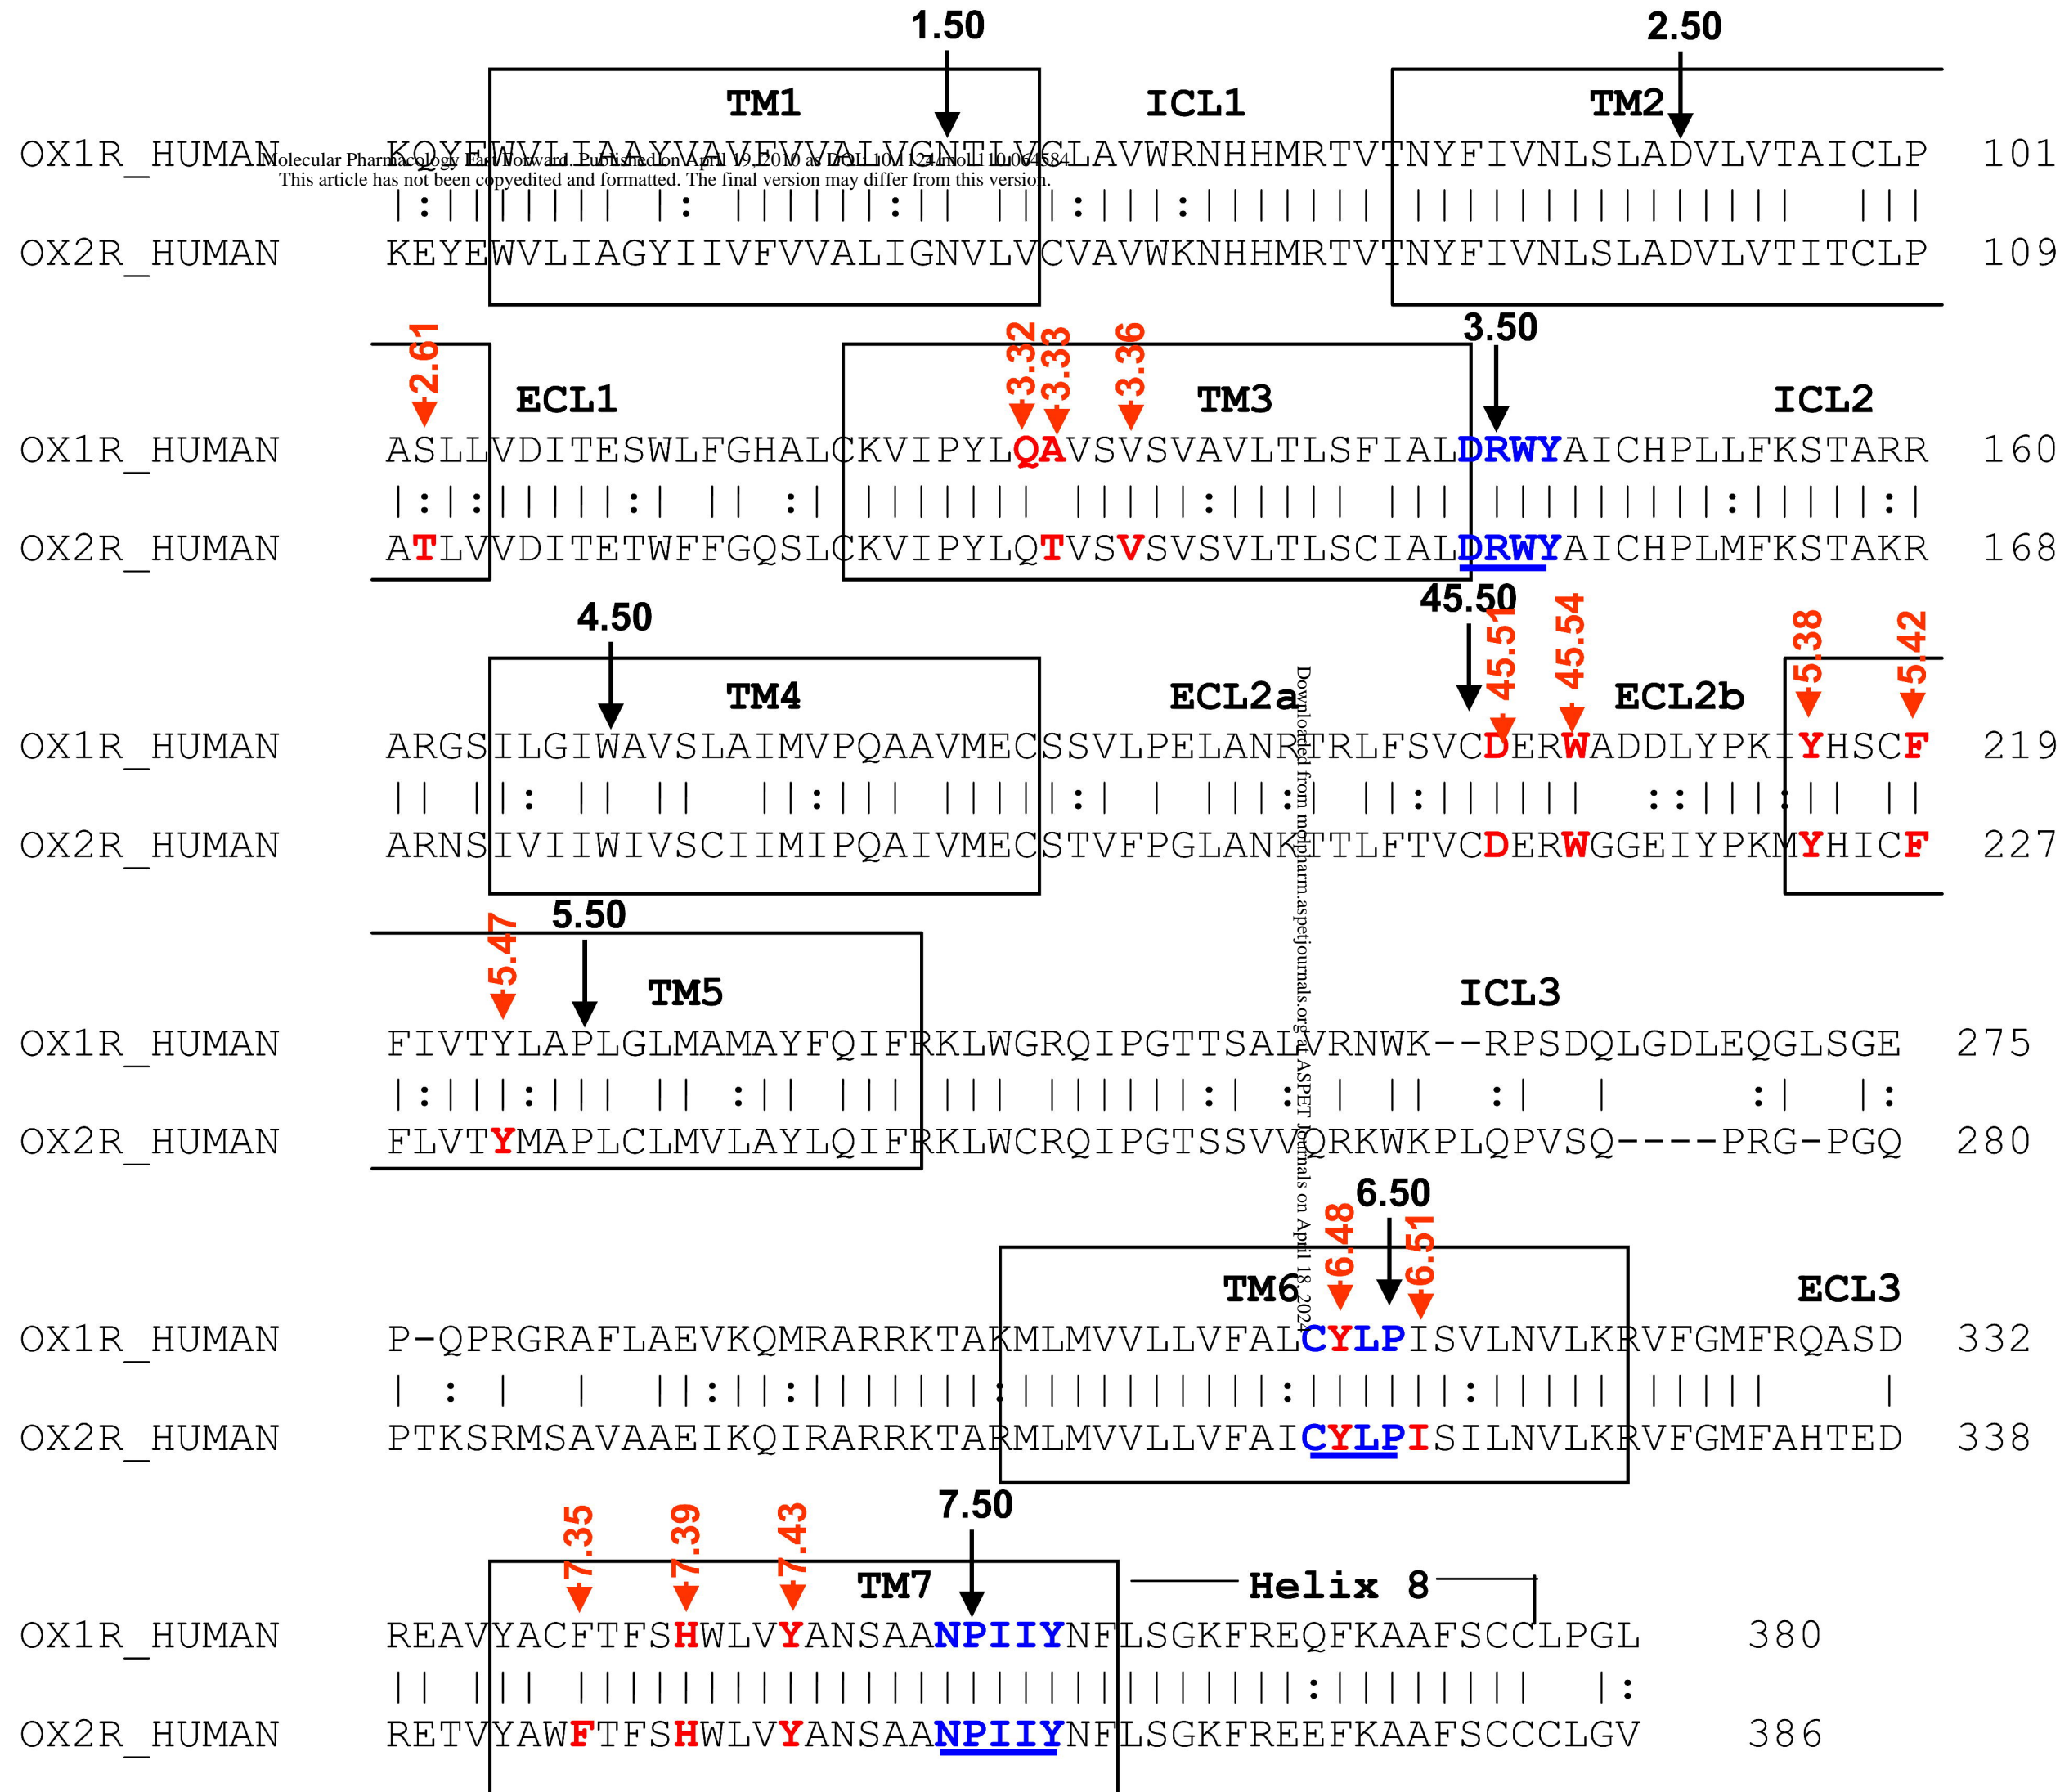 1.50 2.50
TM1 ICL1 TM2
OX1R_HUMAN KQYEWVLIAAYVAVFVVALVGNTLVCLAVWRNHHMRTVTNYFIVNLSLADVLVTAICLP 101
Molecular Pharmacology Fast Forward. Published on April 19, 2010 as DOI: 10.1124/mol.110.064584
This article has not been copyedited and formatted. The final version may differ from this version.
|:||||||| |: ||||||:|| |||:|||:|||||||| ||||||||||||||| |||
OX2R_HUMAN KEYEWVLIAGYIIVFVVALIGNVLVCVAVWKNHHMRTVTNYFIVNLSLADVLVTITCLP 109
2.61 3.32 3.33 3.36 3.50
ECL1 TM3 ICL2
OX1R_HUMAN ASLLVDITESWLFGHALCKVIPYLQAVSVSVAVLTLSFIALDRWYAICHPLLFKSTARR 160
|:|:|||||:| || :| ||||||| |||||:||||| ||| |||||||||:|||||:|
OX2R_HUMAN ATLVVDITETWFFGQSLCKVIPYLQTVSVSVSVLTLSCIALDRWYAICHPLMFKSTAKR 168
4.50 45.50 45.51 45.54 5.38 5.42
TM4 ECL2a ECL2b
OX1R_HUMAN ARGSILGIWAVSLAIMVPQAAVMECSSVLPELANRTRLFSVCDERWADDLYPKIYHSCF 219
|| ||: || || ||:||| |||||:| | |||:| ||:|||||| ::|||:|| ||
OX2R_HUMAN ARNSIVIIWIVSCIIMIPQAIVMECSTVFPGLANKTTLFTVCDERWGGEIYPKMYHICF 227
5.47 5.50
TM5 ICL3
OX1R_HUMAN FIVTYLAPLGLMAMAYFQIFRKLWGRQIPGTTSALVRNWK--RPSDQLGDLEQGLSGE 275
|:|||:||| || :|| |||| ||| ||||||:| : | || :| | :| |:
OX2R_HUMAN FLVTYMAPLCLMVLAYLQIFRKLWCRQIPGTSSVVQRKWKPLQPVSQ----PRG-PGQ 280
6.48 6.50 6.51
TM6 ECL3
OX1R_HUMAN P-QPRGRAFLAEVKQMRARRKTAKMLMVVLLVFALCYLPISVLNVLKRVFGMFRQASD 332
| : | | ||:||:|||||||:||||||||||:||||||:||||| ||||| |
OX2R_HUMAN PTKSRMSAVAAEIKQIRARRKTARMLMVVLLVFAICYLPISILNVLKRVFGMFAHTED 338
7.35 7.39 7.43 7.50
TM7 Helix 8
OX1R_HUMAN REAVYACFTFSHWLVYANSAANPIIYNFLSGKFREQFKAAFSCCLPGL 380
|| ||| ||||||||||||||||||||||||||||:|||||||| |:
OX2R_HUMAN RETVYAWFTFSHWLVYANSAANPIIYNFLSGKFREEFKAAFSCCCLGV 386
Downloaded from molpharm.aspetjournals.org at ASPET Journals on April 18, 2024